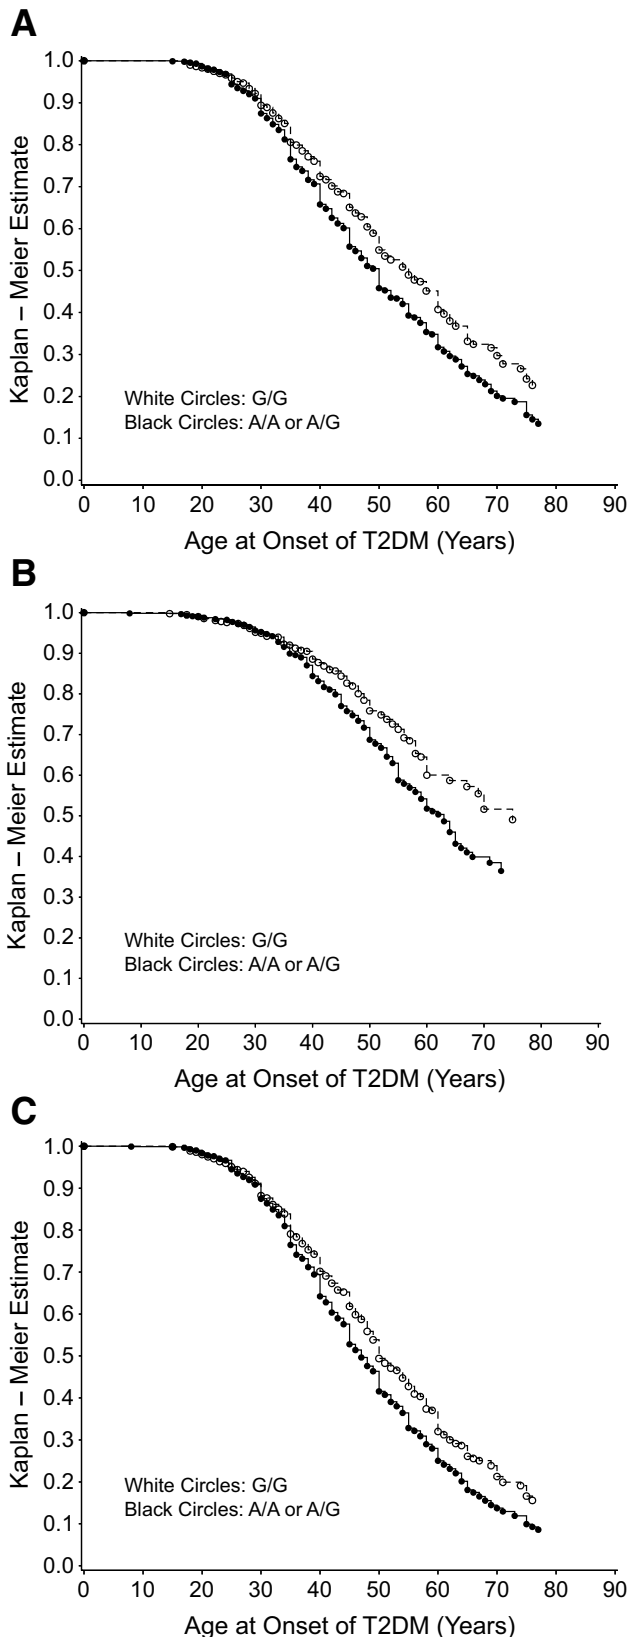 A
Kaplan – Meier Estimate
1.0
0.9
0.8
0.7
0.6
0.5
0.4
0.3
0.2
0.1
0.0
White Circles: G/G
Black Circles: A/A or A/G
0 10 20 30 40 50 60 70 80 90
Age at Onset of T2DM (Years)
B
Kaplan – Meier Estimate
1.0
0.9
0.8
0.7
0.6
0.5
0.4
0.3
0.2
0.1
0.0
White Circles: G/G
Black Circles: A/A or A/G
0 10 20 30 40 50 60 70 80 90
Age at Onset of T2DM (Years)
C
Kaplan – Meier Estimate
1.0
0.9
0.8
0.7
0.6
0.5
0.4
0.3
0.2
0.1
0.0
White Circles: G/G
Black Circles: A/A or A/G
0 10 20 30 40 50 60 70 80 90
Age at Onset of T2DM (Years)